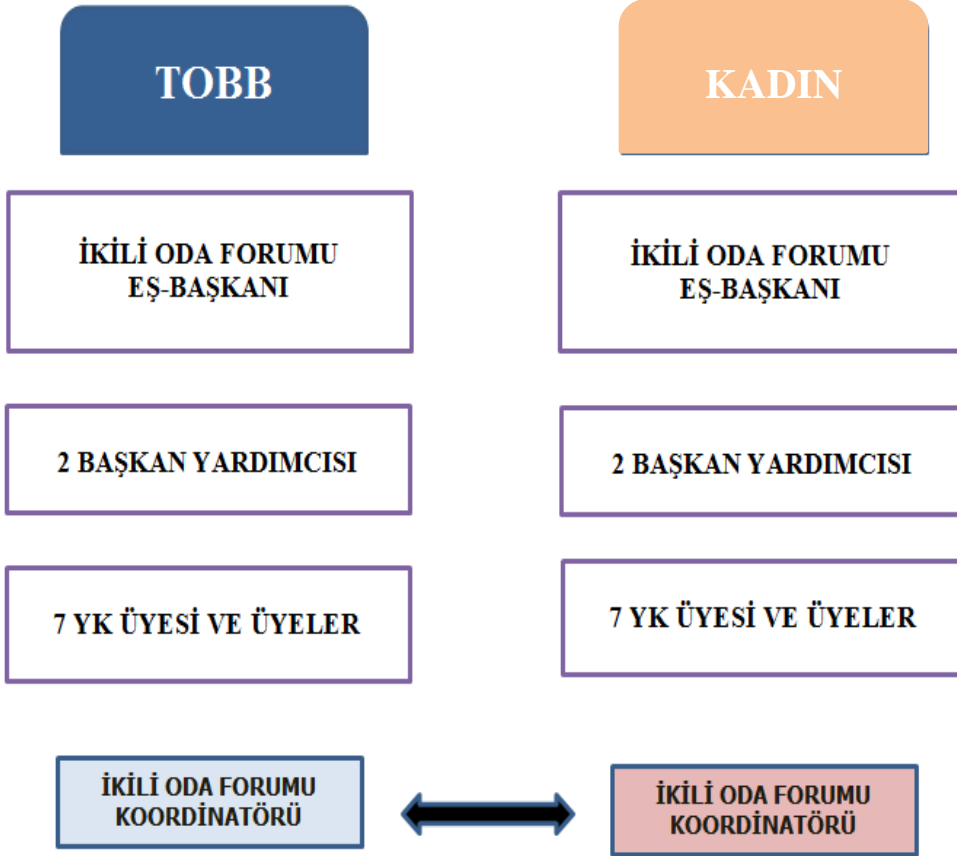 TOBB
KADIN
İKİLİ ODA FORUMU
EŞ-BAŞKANI
İKİLİ ODA FORUMU
EŞ-BAŞKANI
2 BAŞKAN YARDIMCISI
2 BAŞKAN YARDIMCISI
7 YK ÜYESİ VE ÜYELER
7 YK ÜYESİ VE ÜYELER
İKİLİ ODA FORUMU
KOORDİNATÖRÜ
İKİLİ ODA FORUMU
KOORDİNATÖRÜ